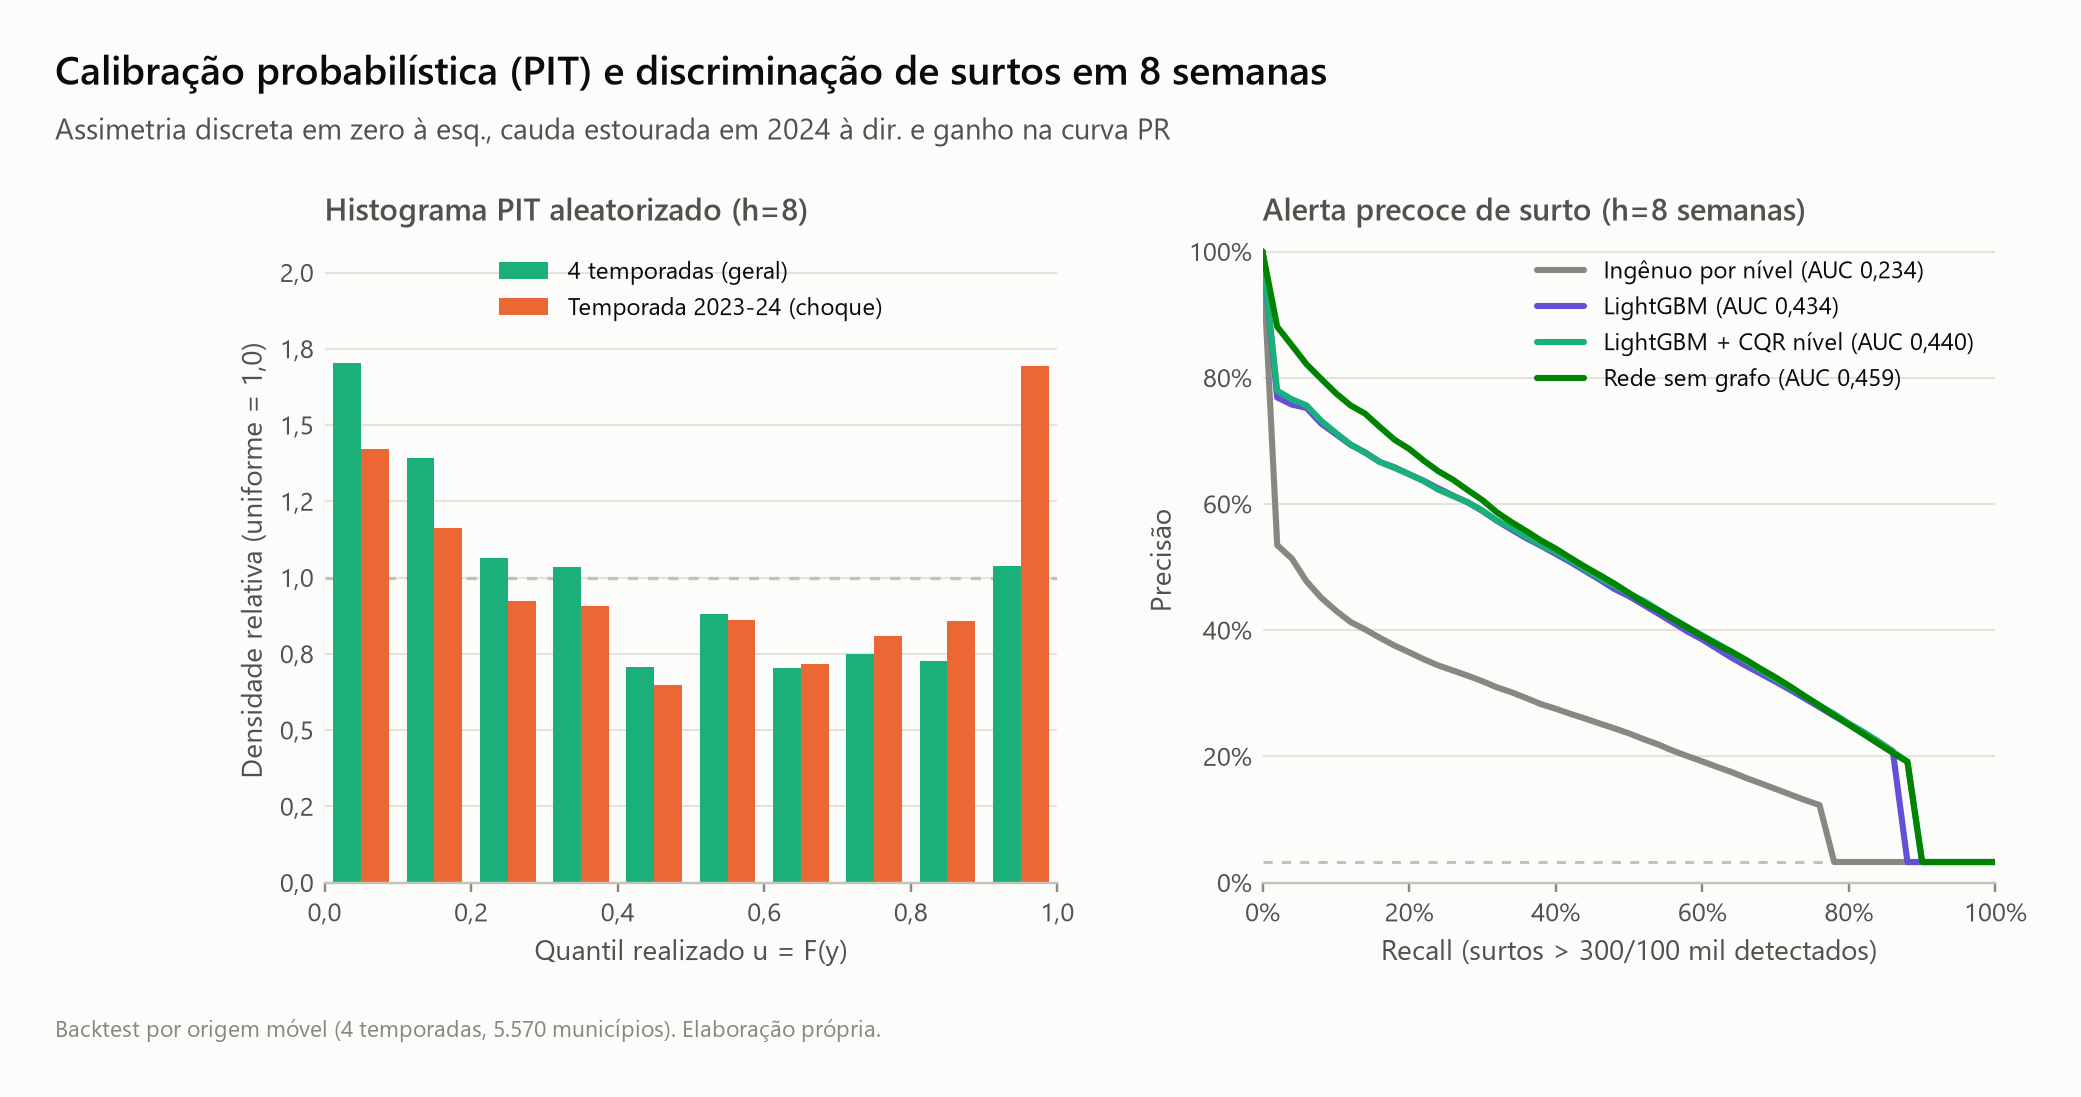 Calibração probabilística (PIT) e discriminação de surtos em 8 semanas
Assimetria discreta em zero à esq., cauda estourada em 2024 à dir. e ganho na curva PR
Histograma PIT aleatorizado (h=8)
4 temporadas (geral)
Temporada 2023-24 (choque)
Densidade relativa (uniforme = 1,0)
2,0
1,8
1,5
1,2
1,0
0,8
0,5
0,2
0,0
0,0
0,2
0,4
0,6
0,8
1,0
Quantil realizado u = F(y)
Alerta precoce de surto (h=8 semanas)
Ingênuo por nível (AUC 0,234)
LightGBM (AUC 0,434)
LightGBM + CQR nível (AUC 0,440)
Rede sem grafo (AUC 0,459)
Precisão
100%
80%
60%
40%
20%
0%
0%
20%
40%
60%
80%
100%
Recall (surtos > 300/100 mil detectados)
Backtest por origem móvel (4 temporadas, 5.570 municípios). Elaboração própria.